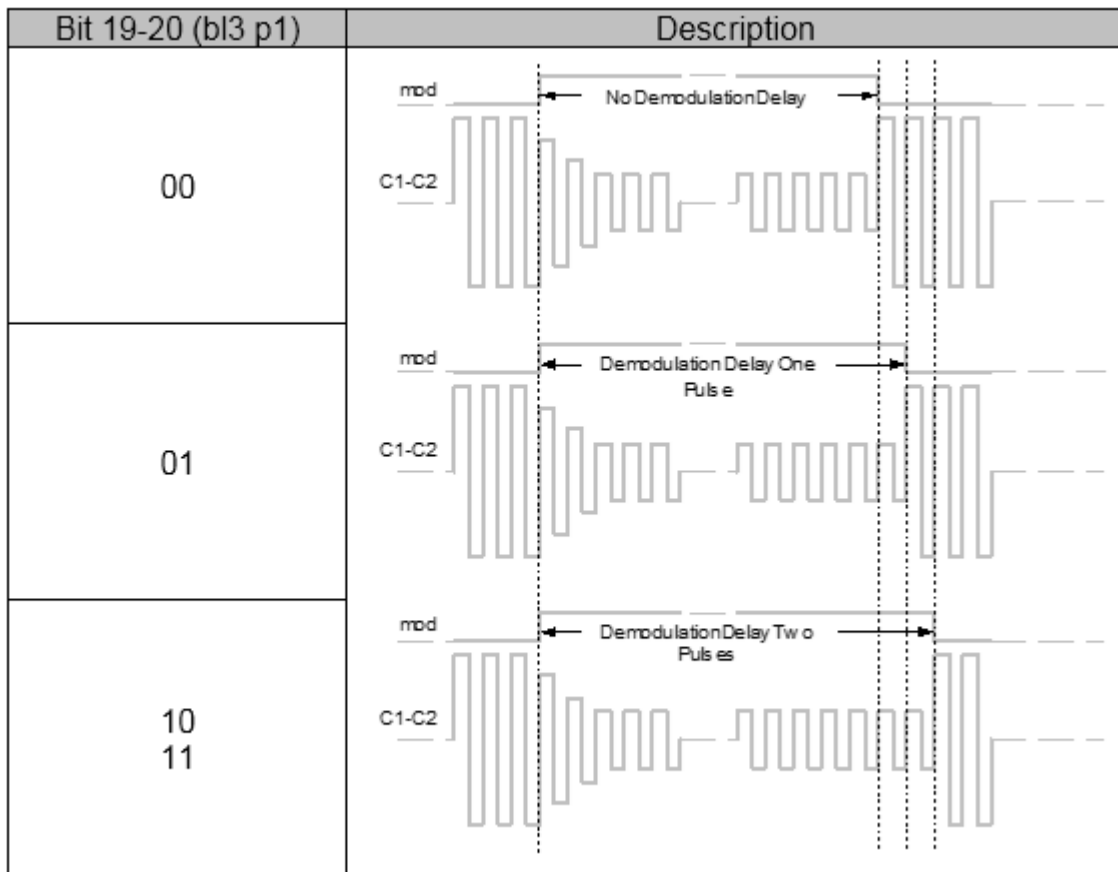 Bit 19-20 (bl3 p1) Description
00
mod
No Demodulation Delay
C1-C2
01
mod
Demodulation Delay One
Pulse
C1-C2
10
11
mod
Demodulation Delay Two
Pulses
C1-C2